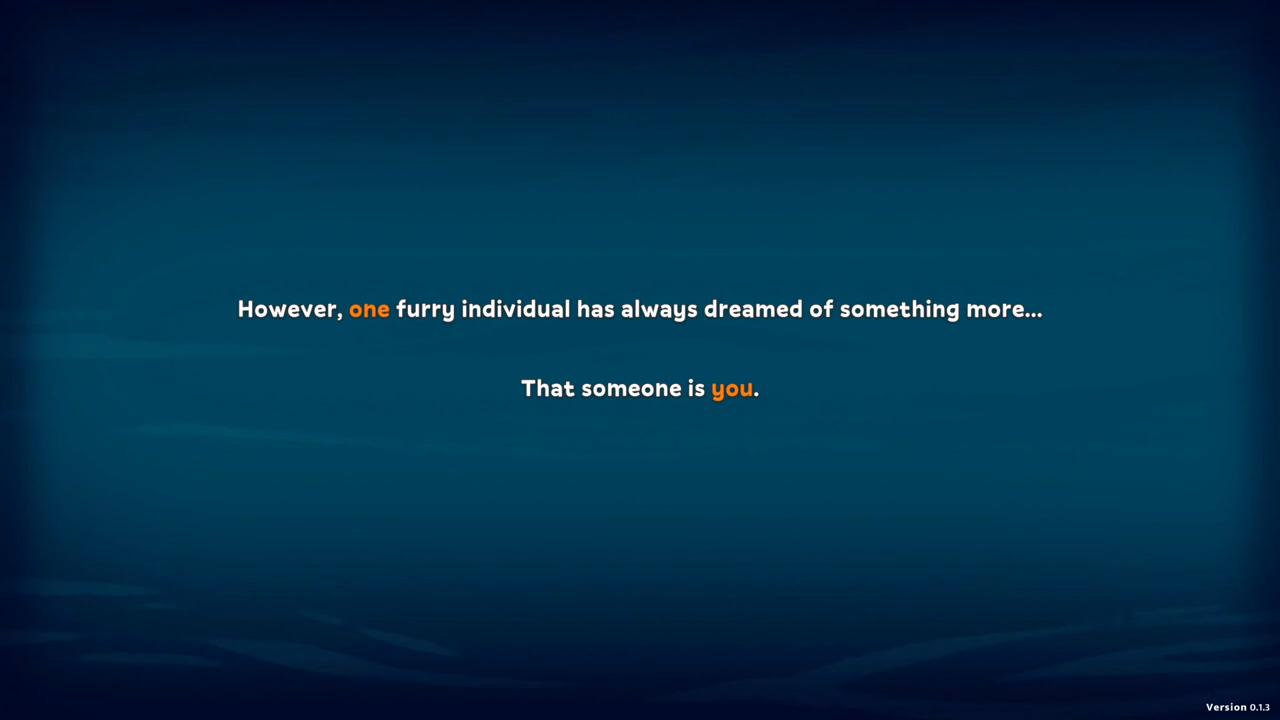 However, one furry individual has always dreamed of something more...
That someone is you.
Version 0.1.3